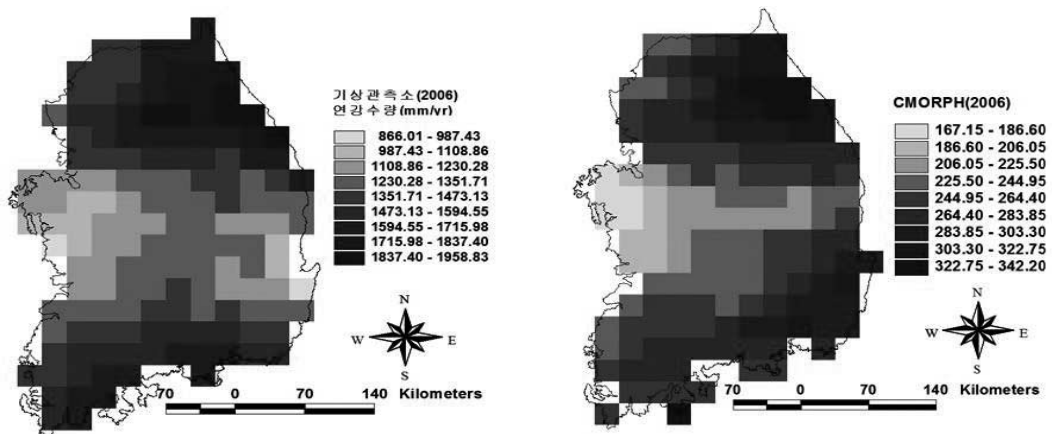 기상관측소(2006)
연강수량(mm/yr)
866.01 - 987.43
987.43 - 1108.86
1108.86 - 1230.28
1230.28 - 1351.71
1351.71 - 1473.13
1473.13 - 1594.55
1594.55 - 1715.98
1715.98 - 1837.40
1837.40 - 1958.83
N
W E
S
70 0 70 140 Kilometers
CMORPH(2006)
167.15 - 186.60
186.60 - 206.05
206.05 - 225.50
225.50 - 244.95
244.95 - 264.40
264.40 - 283.85
283.85 - 303.30
303.30 - 322.75
322.75 - 342.20
N
W E
S
70 0 70 140 Kilometers